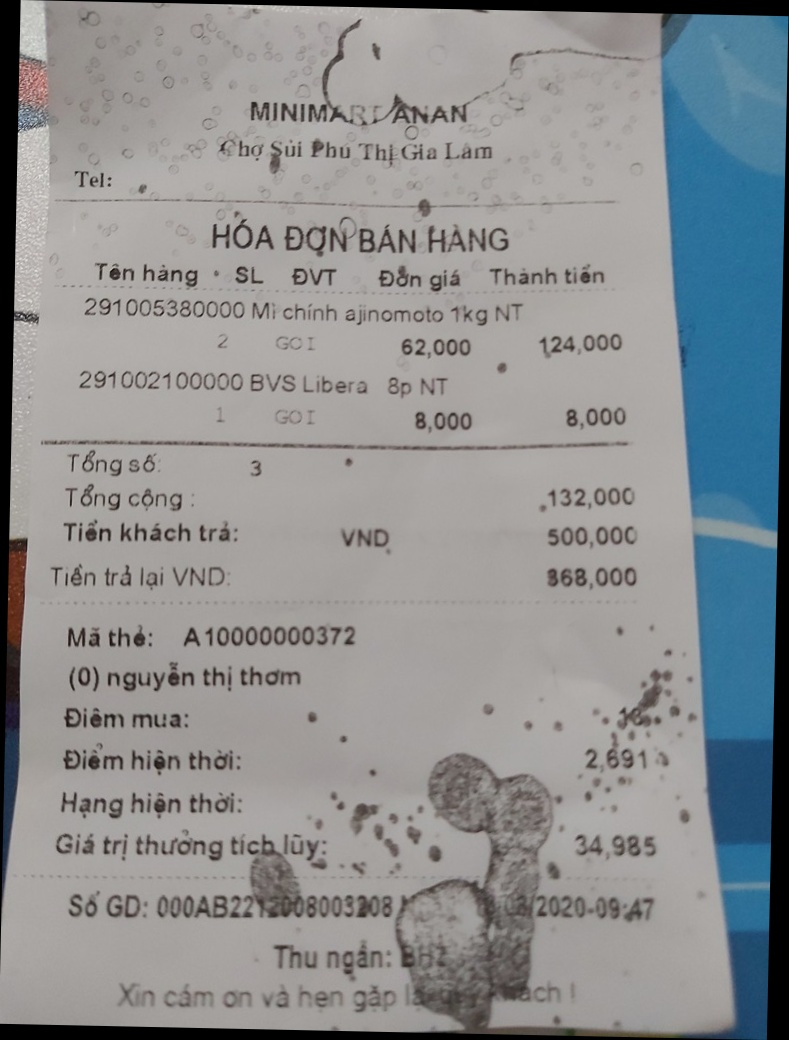 MINIMART ANAN
Chợ Sủi Phú Thị Gia Lâm
Tel:
HÓA ĐƠN BÁN HÀNG
Tên hàng SL ĐVT Đơn giá Thành tiền
291005380000 Mì chính ajinomoto 1kg NT
2 GOI 62,000 124,000
291002100000 BVS Libera 8p NT
1 GOI 8,000 8,000
Tổng số: 3
Tổng cộng : 132,000
Tiền khách trả: VND 500,000
Tiền trả lại VND: 368,000
Mã thẻ: A10000000372
(0) nguyễn thị thơm
Điểm mua:
Điểm hiện thời: 2,691
Hạng hiện thời:
Giá trị thưởng tích lũy: 34,985
Số GD: 000AB2212008003208 /2020-09:47
Thu ngân:
Xin cám ơn và hẹn gặp lại quý khách !